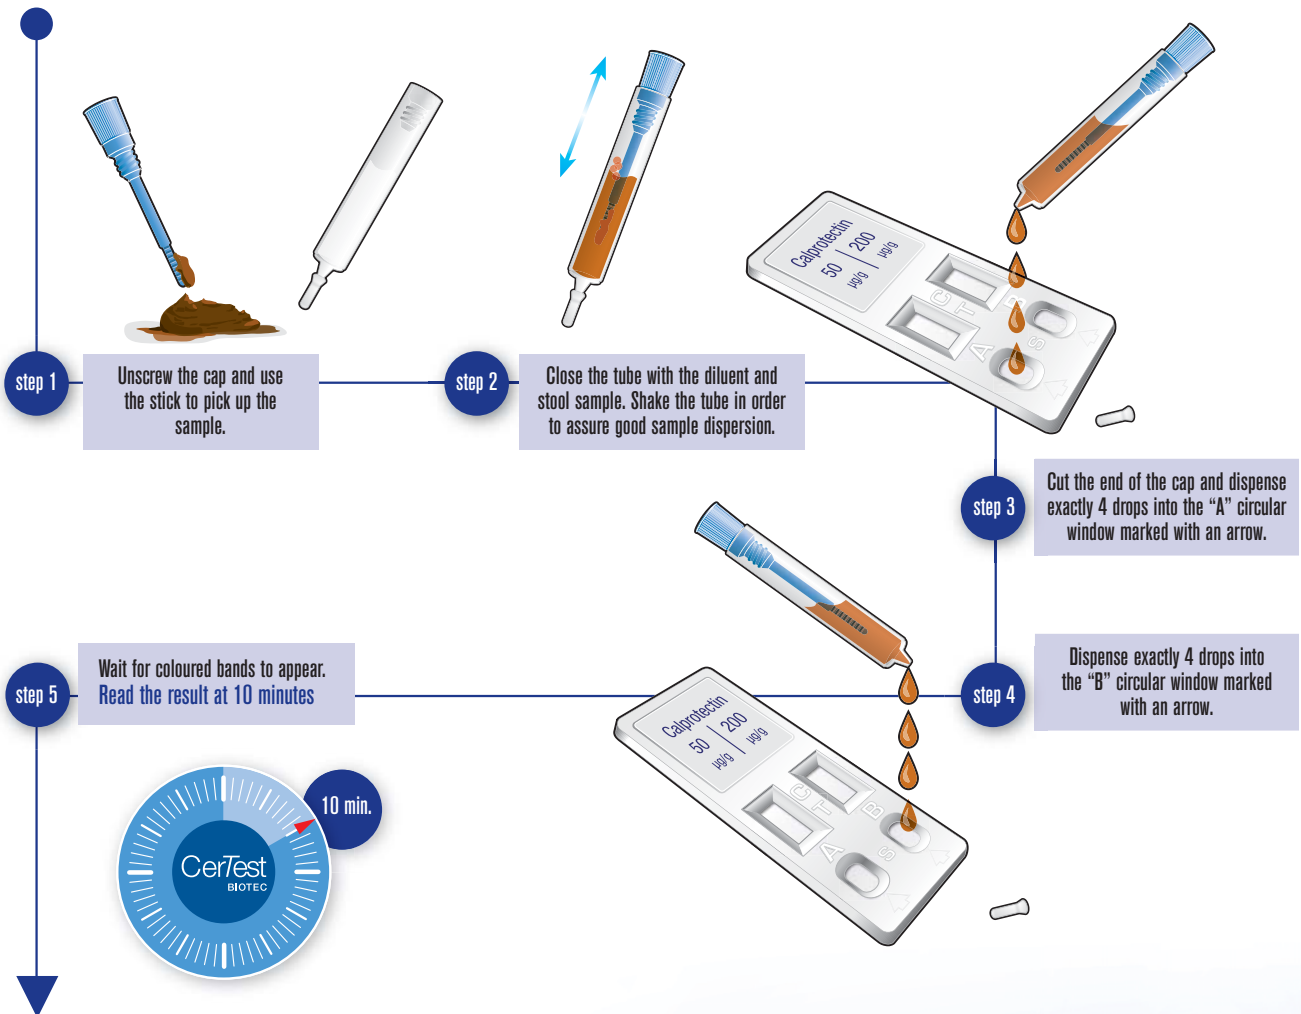 step 1
Unscrew the cap and use
the stick to pick up the
sample.
step 2
Close the tube with the diluent and
stool sample. Shake the tube in order
to assure good sample dispersion.
Calprotectin
50 | 200
µg/g | µg/g
C
T
B
A
S
step 3
Cut the end of the cap and dispense
exactly 4 drops into the “A” circular
window marked with an arrow.
step 4
Dispense exactly 4 drops into
the “B” circular window marked
with an arrow.
Calprotectin
50 | 200
µg/g | µg/g
C
T
B
A
S
step 5
Wait for coloured bands to appear.
Read the result at 10 minutes
10 min.
CerTest
BIOTEC